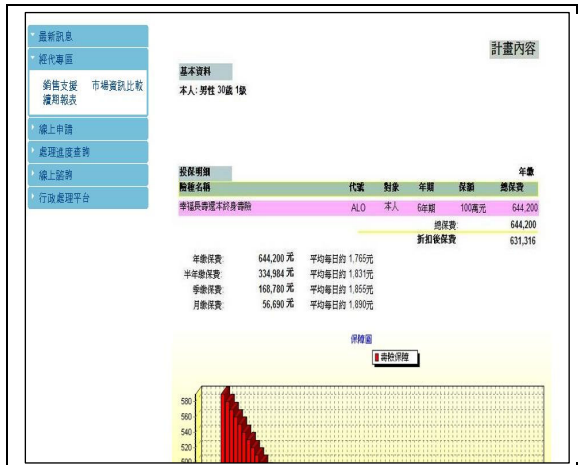 最新訊息
經代專區
銷售支援 市場資訊比較
續用報表
線上申請
處理進度查詢
線上諮詢
行政處理平台
計畫內容
基本資料
本人: 男性 30歲 1級
投保明細 年繳
險種名稱 代號 對象 年期 保額 總保費
幸福長壽還本終身壽險 ALO 本人 6年期 100萬元 644,200
總保費: 644,200
折扣後保費 631,316
年繳保費: 644,200 元 平均每日約 1,765元
半年繳保費: 334,984 元 平均每日約 1,831元
季繳保費: 168,780 元 平均每日約 1,855元
月繳保費: 56,690 元 平均每日約 1,890元
保障圖
壽險保障
580
560
540
520
500